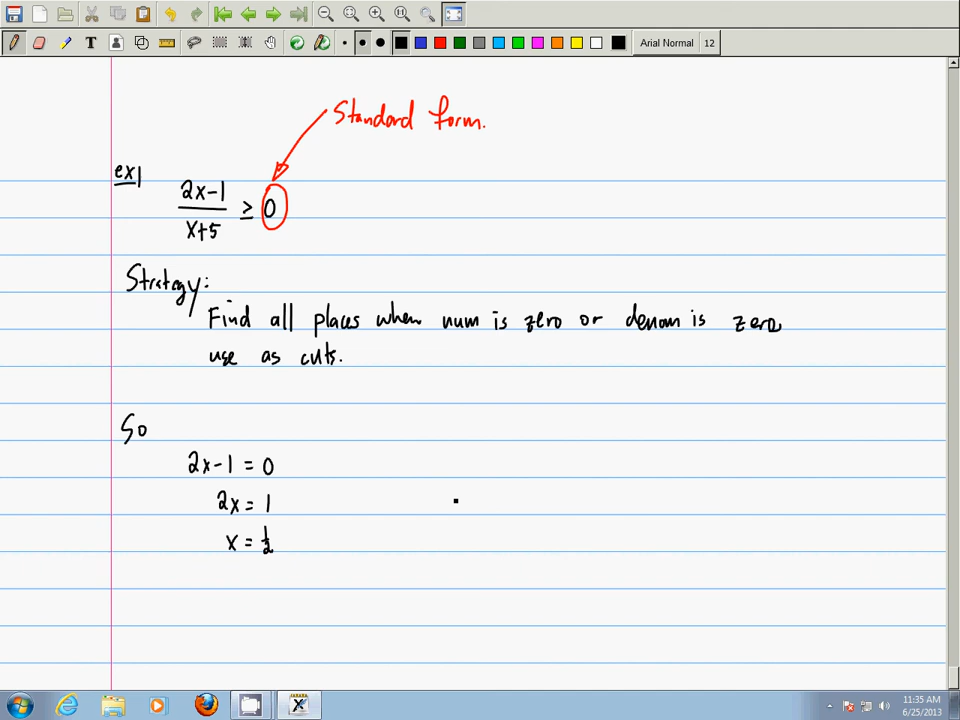 Arial Normal 12
Standard form.
ex1
2x-1
x+5
≥ 0
Strategy:
Find all places when num is zero or denom is zero,
use as cuts.
So
2x-1 = 0
2x = 1
x = 1/2
11:35 AM
6/25/2013